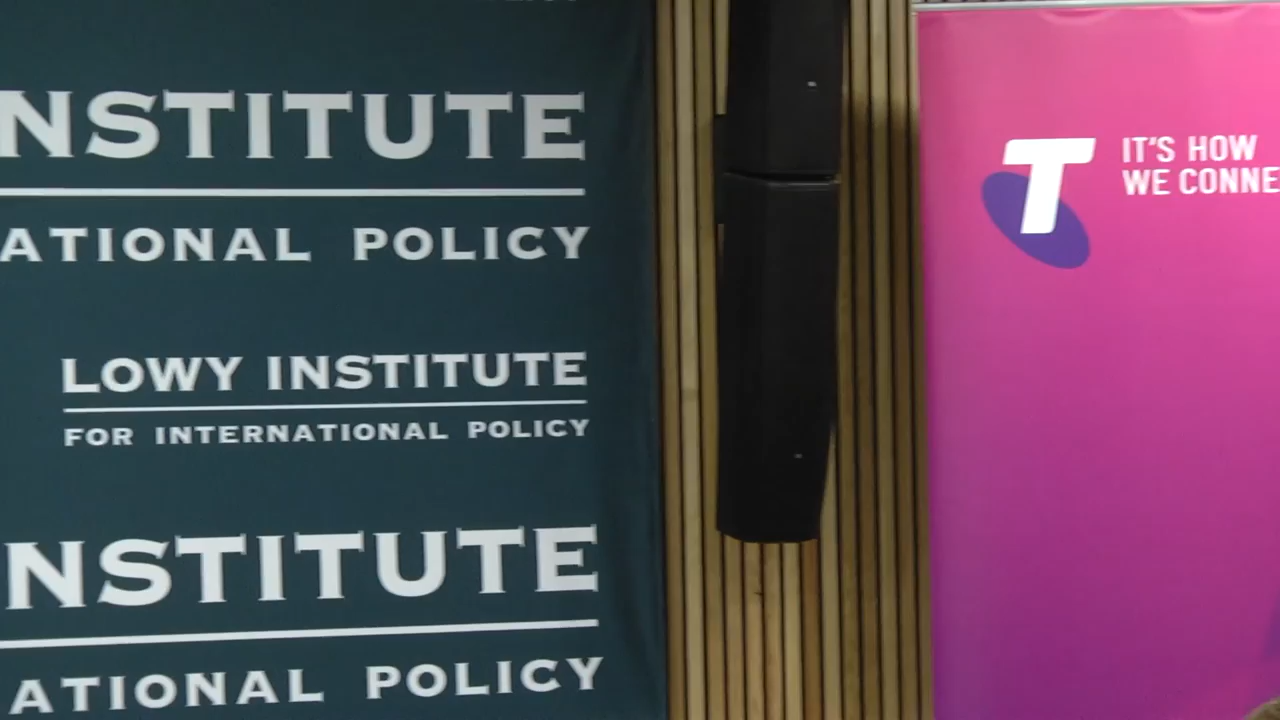 NSTITUTE
ATIONAL POLICY
LOWY INSTITUTE
FOR INTERNATIONAL POLICY
NSTITUTE
ATIONAL POLICY
T
IT'S HOW
WE CONNE